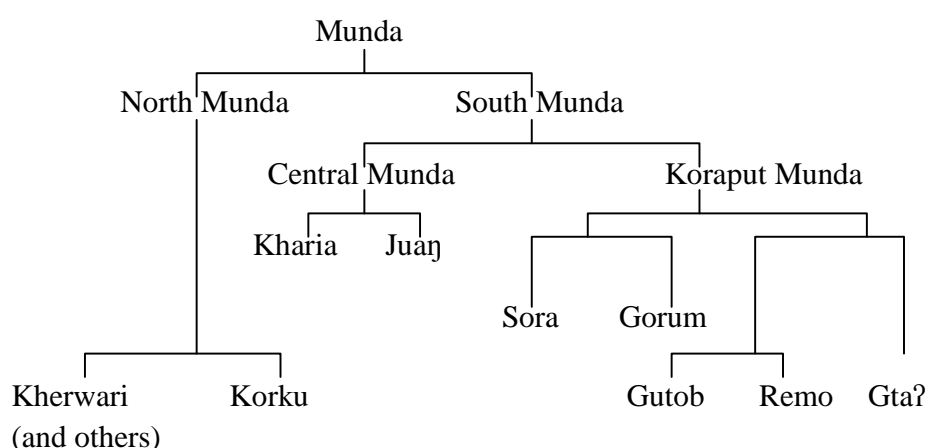 Munda
North Munda South Munda
Central Munda Koraput Munda
Kharia Juaŋ
Sora Gorum
Kherwari Korku Gutob Remo Gtaʔ
(and others)